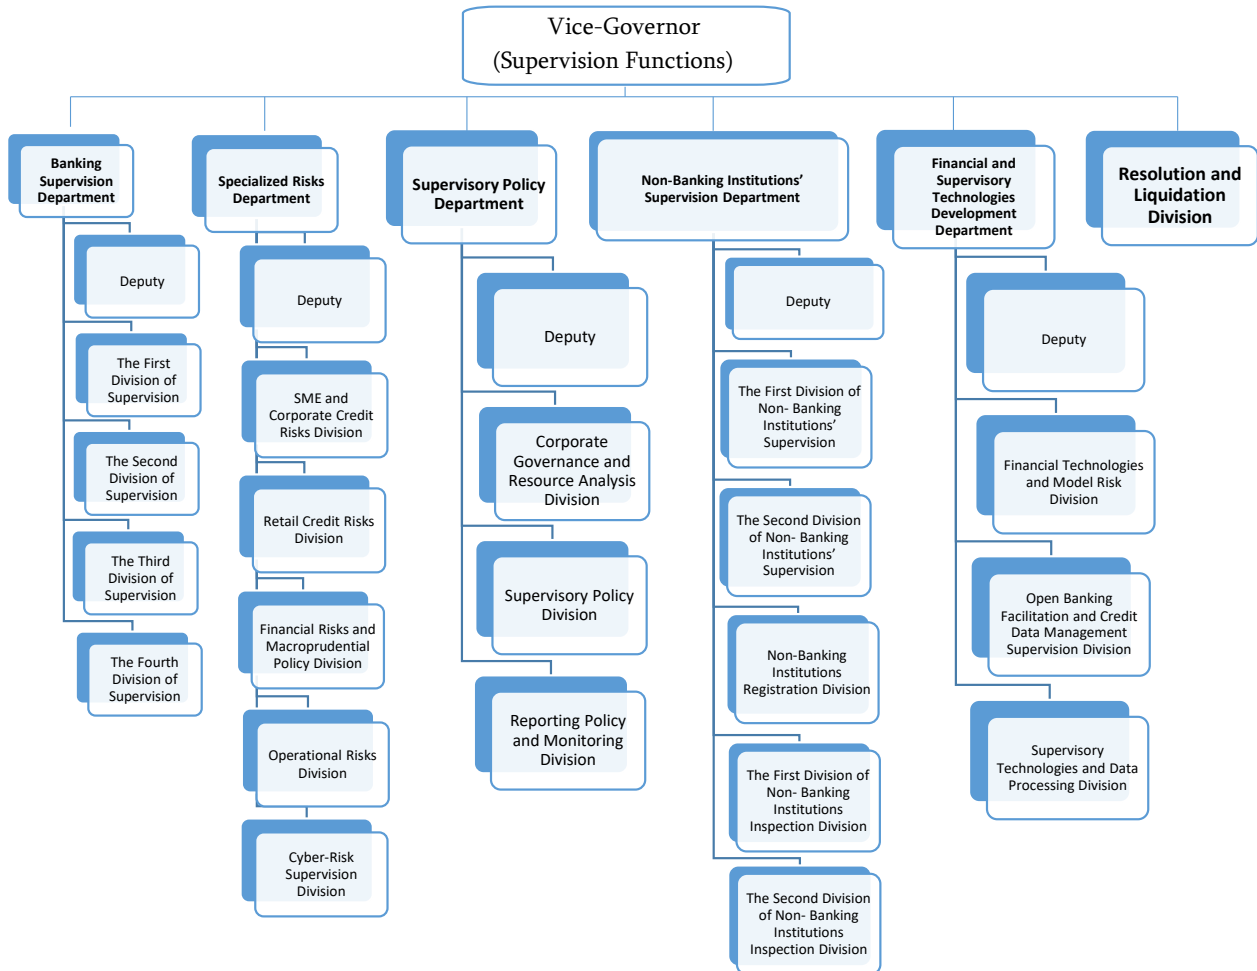 Vice-Governor
(Supervision Functions)
Banking
Supervision
Department
Deputy
The First
Division of
Supervision
The Second
Division of
Supervision
The Third
Division of
Supervision
The Fourth
Division of
Supervision
Specialized Risks
Department
Deputy
SME and
Corporate Credit
Risks Division
Retail Credit Risks
Division
Financial Risks and
Macroprudential
Policy Division
Operational Risks
Division
Cyber-Risk
Supervision
Division
Supervisory Policy
Department
Deputy
Corporate
Governance and
Resource Analysis
Division
Supervisory Policy
Division
Reporting Policy
and Monitoring
Division
Non-Banking Institutions’
Supervision Department
Deputy
The First Division of
Non- Banking
Institutions’
Supervision
The Second Division
of Non- Banking
Institutions’
Supervision
Non-Banking
Institutions
Registration Division
The First Division of
Non- Banking
Institutions
Inspection Division
The Second Division
of Non- Banking
Institutions
Inspection Division
Financial and
Supervisory
Technologies
Development
Department
Deputy
Financial Technologies
and Model Risk
Division
Open Banking
Facilitation and Credit
Data Management
Supervision Division
Supervisory
Technologies and Data
Processing Division
Resolution and
Liquidation
Division